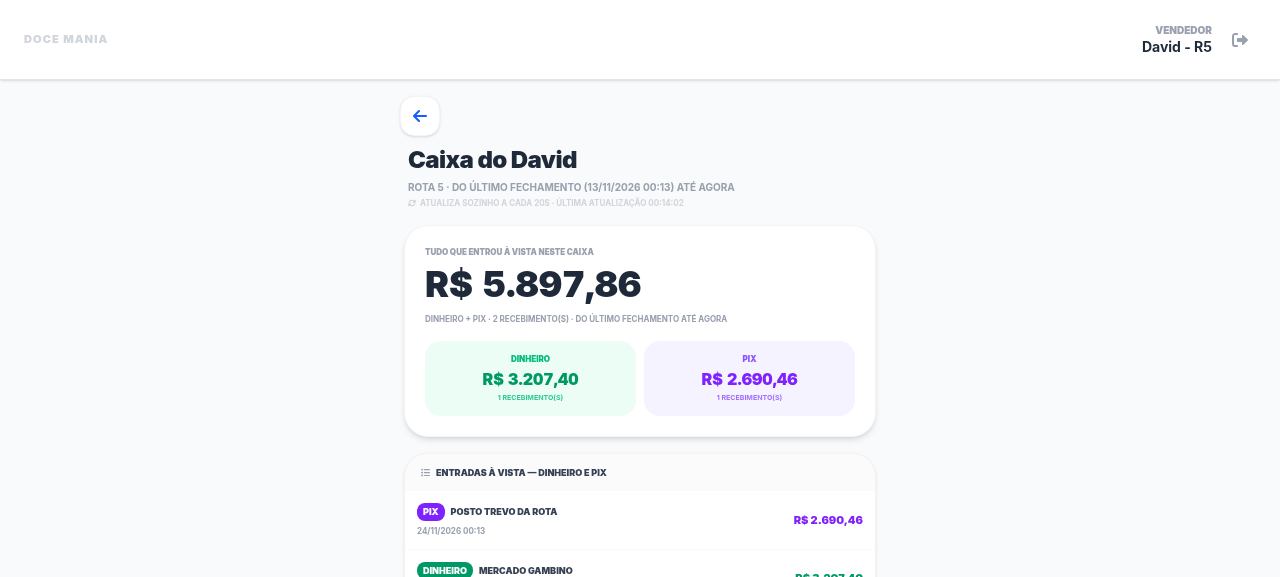 DOCE MANIA
VENDEDOR
David - R5
Caixa do David
ROTA 5 · DO ÚLTIMO FECHAMENTO (13/11/2026 00:13) ATÉ AGORA
ATUALIZA SOZINHO A CADA 20S · ÚLTIMA ATUALIZAÇÃO 00:14:02
TUDO QUE ENTROU À VISTA NESTE CAIXA
R$ 5.897,86
DINHEIRO + PIX · 2 RECEBIMENTO(S) · DO ÚLTIMO FECHAMENTO ATÉ AGORA
DINHEIRO
R$ 3.207,40
1 RECEBIMENTO(S)
PIX
R$ 2.690,46
1 RECEBIMENTO(S)
ENTRADAS À VISTA — DINHEIRO E PIX
PIX POSTO TREVO DA ROTA
R$ 2.690,46
24/11/2026 00:13
DINHEIRO MERCADO GAMBINO
R$ 3.207,40